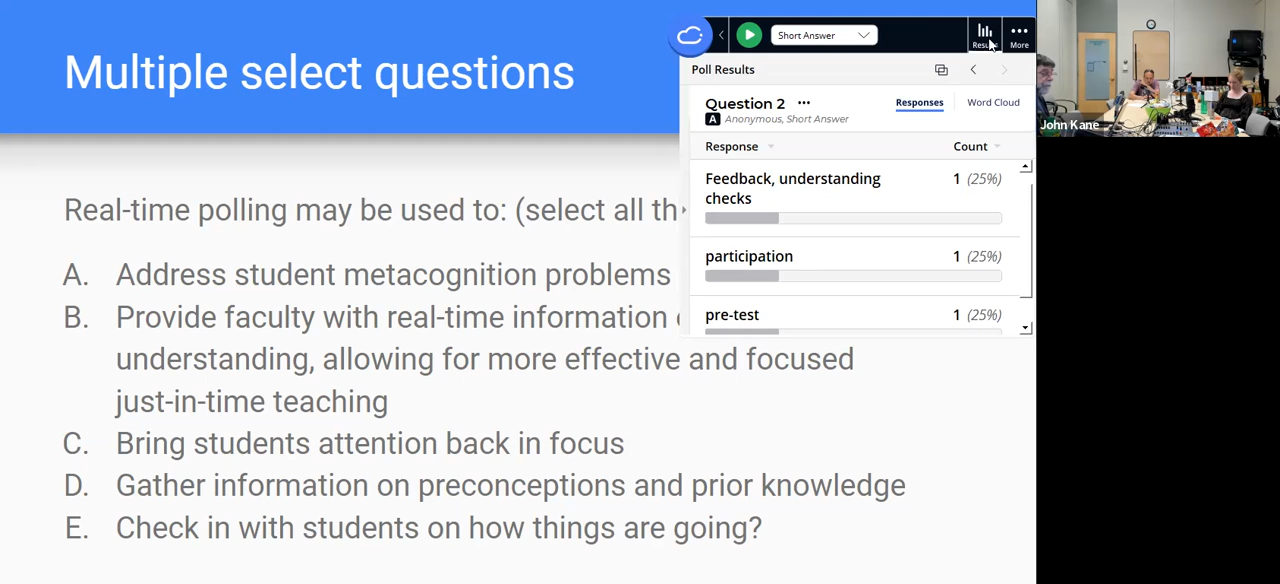 Multiple select questions
Real-time polling may be used to: (select all th
A. Address student metacognition problems
B. Provide faculty with real-time information
understanding, allowing for more effective and focused
just-in-time teaching
C. Bring students attention back in focus
D. Gather information on preconceptions and prior knowledge
E. Check in with students on how things are going?
Short Answer
Results
More
Poll Results
Question 2
Responses
Word Cloud
A Anonymous, Short Answer
Response
Count
Feedback, understanding
checks
1 (25%)
participation
1 (25%)
pre-test
1 (25%)
John Kane